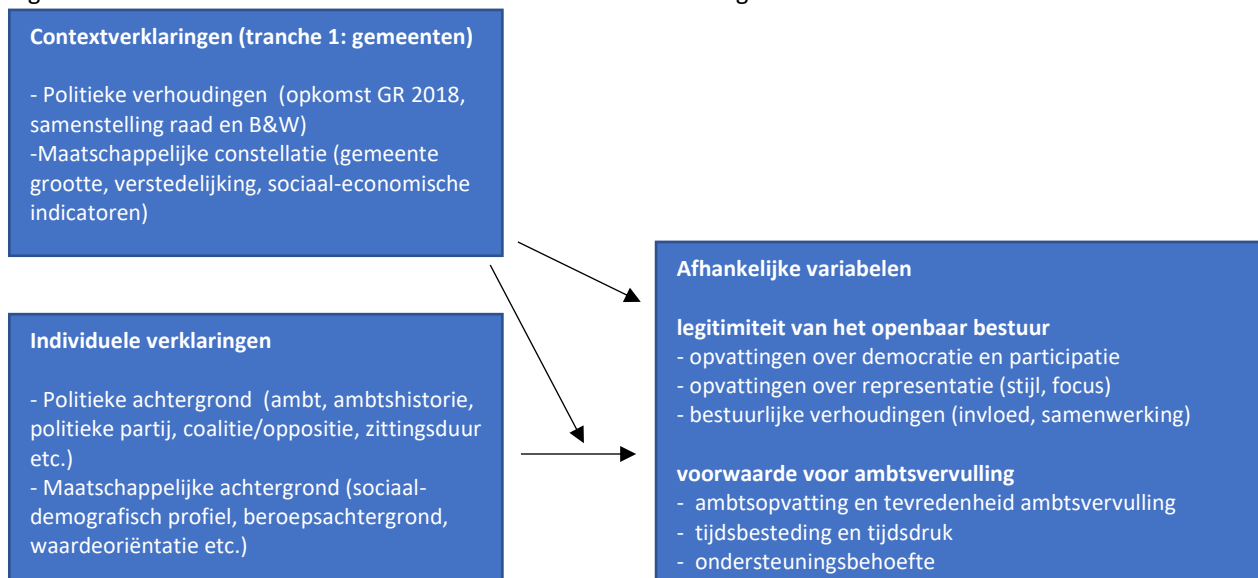 Contextverklaringen (tranche 1: gemeenten)
- Politieke verhoudingen (opkomst GR 2018,
samenstelling raad en B&W)
-Maatschappelijke constellatie (gemeente
grootte, verstedelijking, sociaal-economische
indicatoren)
Individuele verklaringen
- Politieke achtergrond (ambt, ambtshistorie,
politieke partij, coalitie/oppositie, zittingsduur
etc.)
- Maatschappelijke achtergrond (sociaal-
demografisch profiel, beroepsachtergrond,
waardeoriëntatie etc.)
Afhankelijke variabelen
legitimiteit van het openbaar bestuur
- opvattingen over democratie en participatie
- opvattingen over representatie (stijl, focus)
- bestuurlijke verhoudingen (invloed, samenwerking)
voorwaarde voor ambtsvervulling
- ambtsopvatting en tevredenheid ambtsvervulling
- tijdsbesteding en tijdsdruk
- ondersteuningsbehoefte